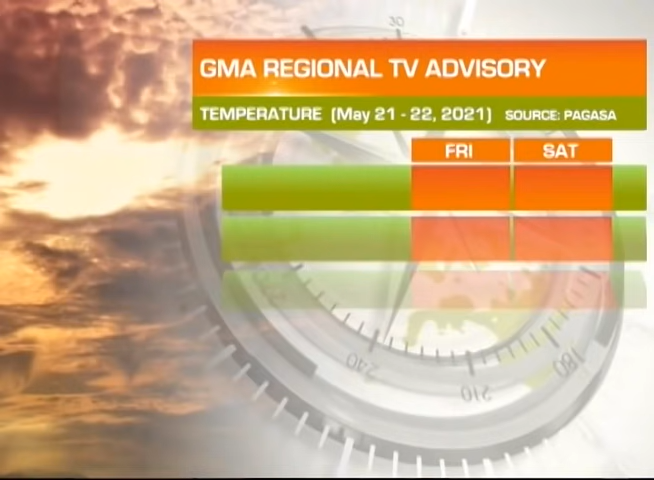 30
GMA REGIONAL TV ADVISORY
TEMPERATURE (May 21 - 22, 2021) SOURCE: PAGASA
FRI SAT
240
210
180